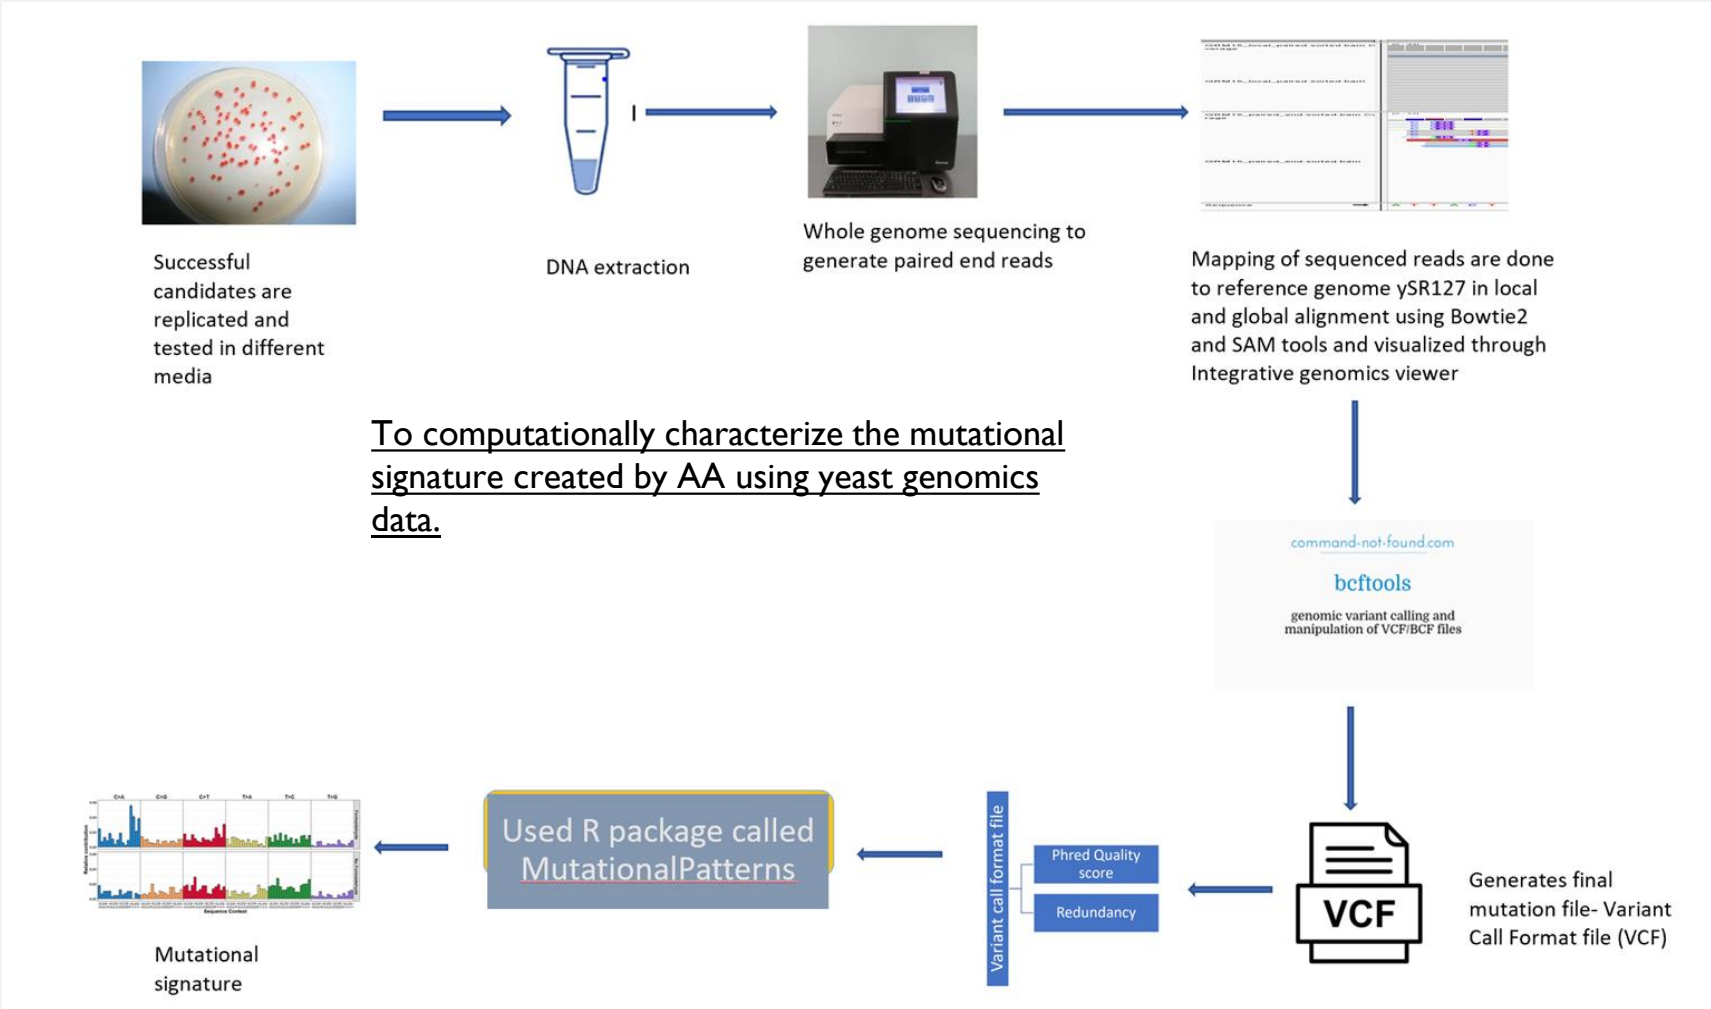 Successful
candidates are
replicated and
tested in different
media
DNA extraction
Whole genome sequencing to
generate paired end reads
Sequence
A T T A C T
Mapping of sequenced reads are done
to reference genome ySR127 in local
and global alignment using Bowtie2
and SAM tools and visualized through
Integrative genomics viewer
To computationally characterize the mutational
signature created by AA using yeast genomics
data.
command-not-found.com
bcftools
genomic variant calling and
manipulation of VCF/BCF files
VCF
Generates final
mutation file- Variant
Call Format file (VCF)
Variant call format file
Phred Quality
score
Redundancy
Used R package called
MutationalPatterns
C>A C>G C>T T>A T>C T>G
Relative contribution
Sequence Context
Mutational
signature